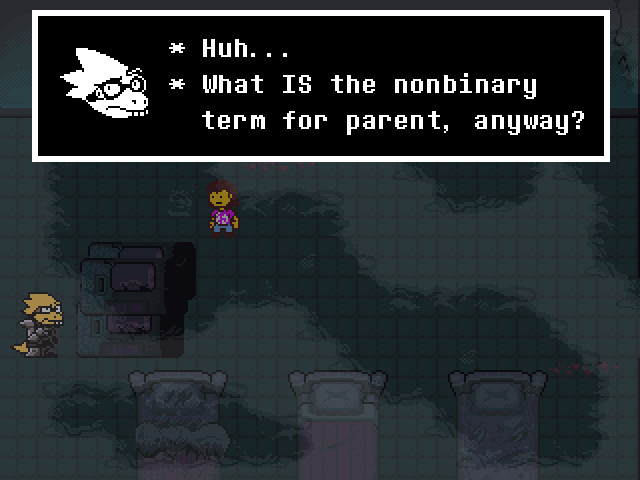 * Huh...
* What IS the nonbinary
term for parent, anyway?